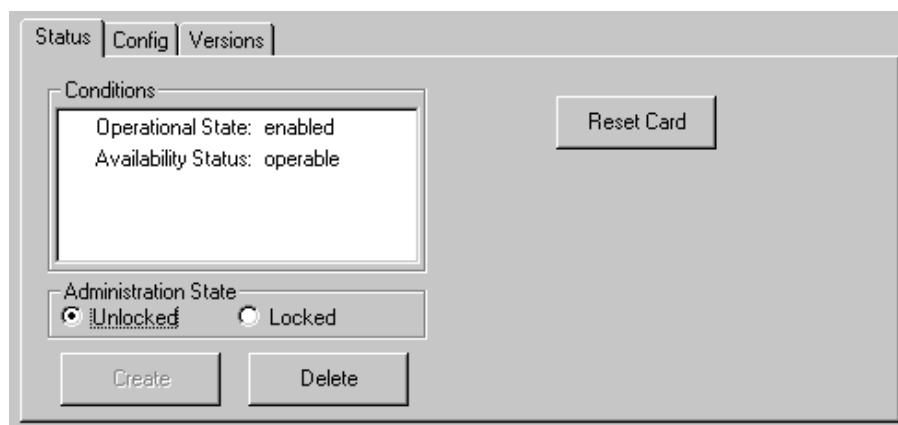 Status Config Versions
Conditions
Operational State: enabled
Availability Status: operable
Reset Card
Administration State
Unlocked Locked
Create Delete